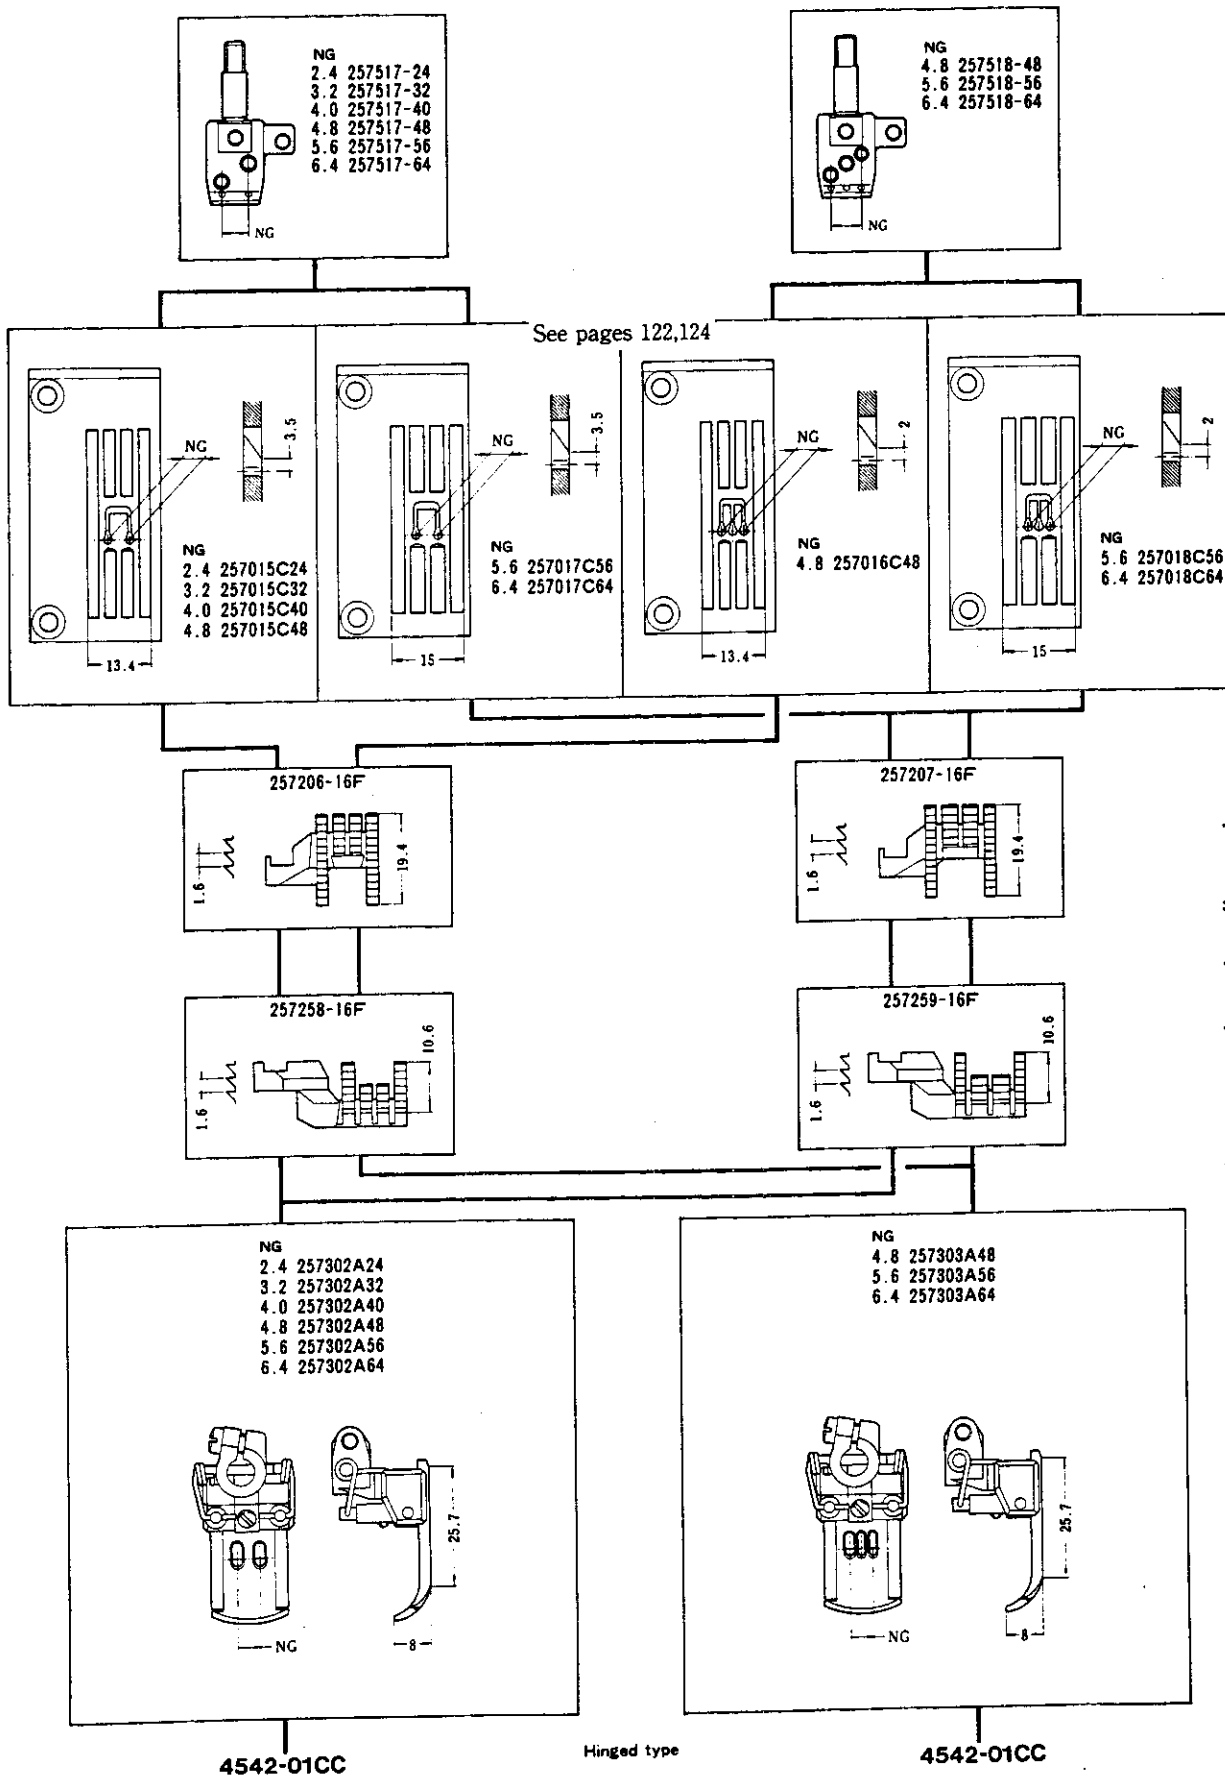 NG
2.4 257517-24
3.2 257517-32
4.0 257517-40
4.8 257517-48
5.6 257517-56
6.4 257517-64
NG
NG
4.8 257518-48
5.6 257518-56
6.4 257518-64
NG
See pages 122,124
NG
3.5
NG
2.4 257015C24
3.2 257015C32
4.0 257015C40
4.8 257015C48
13.4
NG
3.5
NG
5.6 257017C56
6.4 257017C64
15
NG
2
NG
4.8 257016C48
13.4
NG
2
NG
5.6 257018C56
6.4 257018C64
15
257206-16F
1.6
19.4
257207-16F
1.6
19.4
257258-16F
1.6
10.6
257259-16F
1.6
10.6
NG
2.4 257302A24
3.2 257302A32
4.0 257302A40
4.8 257302A48
5.6 257302A56
6.4 257302A64
25.7
NG
8
NG
4.8 257303A48
5.6 257303A56
6.4 257303A64
25.7
NG
8
4542-01CC
Hinged type
4542-01CC